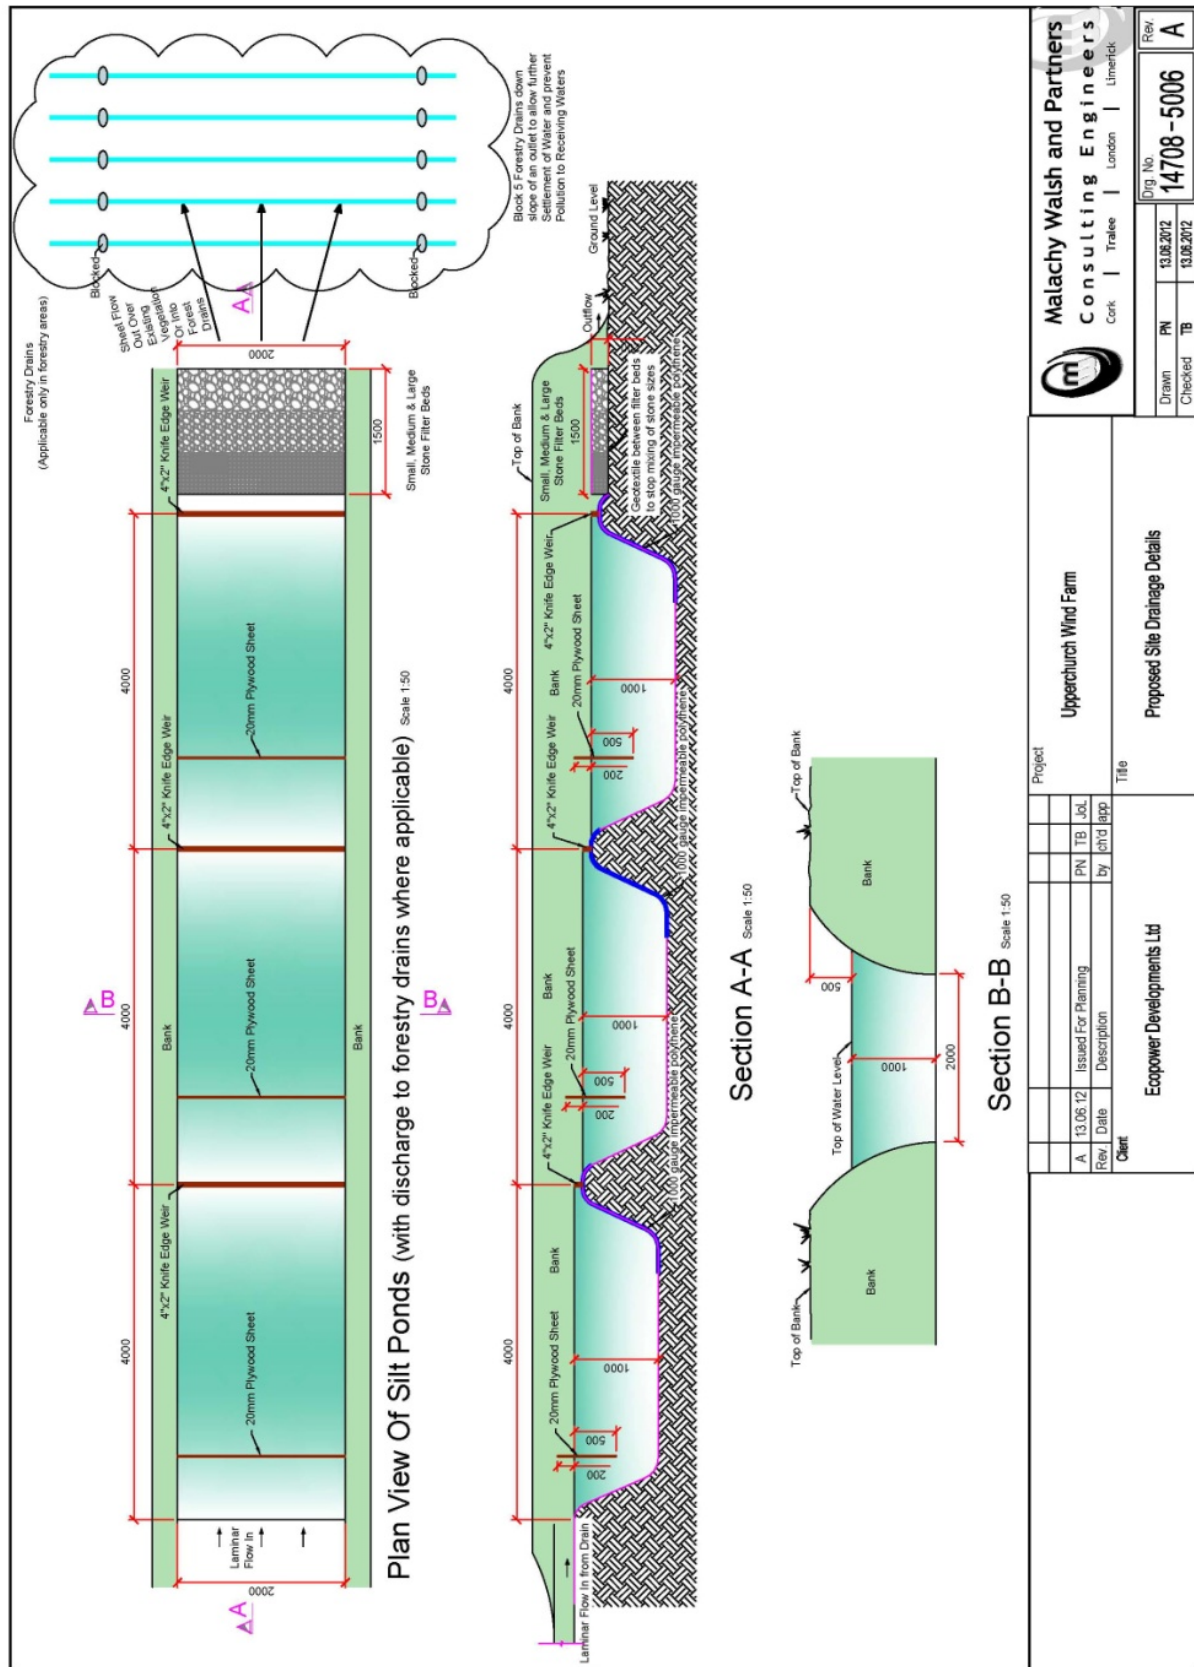 Forestry Drains
(Applicable only in forestry areas)
Blocked
Blocked
Sheet Flow
Out Over
Existing
Vegetation
Or Into
Forest
Drains
Block 5 Forestry Drains down
slope of an outlet to allow further
Settlement of Water and prevent
Pollution to Receiving Waters
4000
4000
4000
4"x2" Knife Edge Weir
4"x2" Knife Edge Weir
4"x2" Knife Edge Weir
Bank
B
20mm Plywood Sheet
20mm Plywood Sheet
20mm Plywood Sheet
Laminar
Flow In
2000
2000
A
A
A
Bank
B
1500
Small, Medium & Large
Stone Filter Beds
Plan View Of Silt Ponds (with discharge to forestry drains where applicable) Scale 1:50
4000
4000
4000
Top of Bank
Small, Medium & Large
Stone Filter Beds
1500
Outflow
Ground Level
4"x2" Knife Edge Weir
4"x2" Knife Edge Weir
4"x2" Knife Edge Weir
Bank
Bank
Bank
20mm Plywood Sheet
20mm Plywood Sheet
20mm Plywood Sheet
500
200
1000
500
200
1000
500
200
1000
Laminar Flow In from Drain
Geotextile between filter beds
to stop mixing of stone sizes
1000 gauge impermeable polythene
1000 gauge impermeable polythene
1000 gauge impermeable polythene
Section A-A Scale 1:50
Top of Bank
Top of Bank
Top of Water Level
500
1000
2000
Bank
Bank
Section B-B Scale 1:50
A 13.06.12 Issued For Planning PN TB JoL
Rev. Date Description by ch'd app
Client
Ecopower Developments Ltd
Project
Upperchurch Wind Farm
Title
Proposed Site Drainage Details
m
Malachy Walsh and Partners
Consulting Engineers
Cork | Tralee | London | Limerick
Drawn PN 13.06.2012
Checked TB 13.06.2012
Drg. No.
14708-5006
Rev.
A